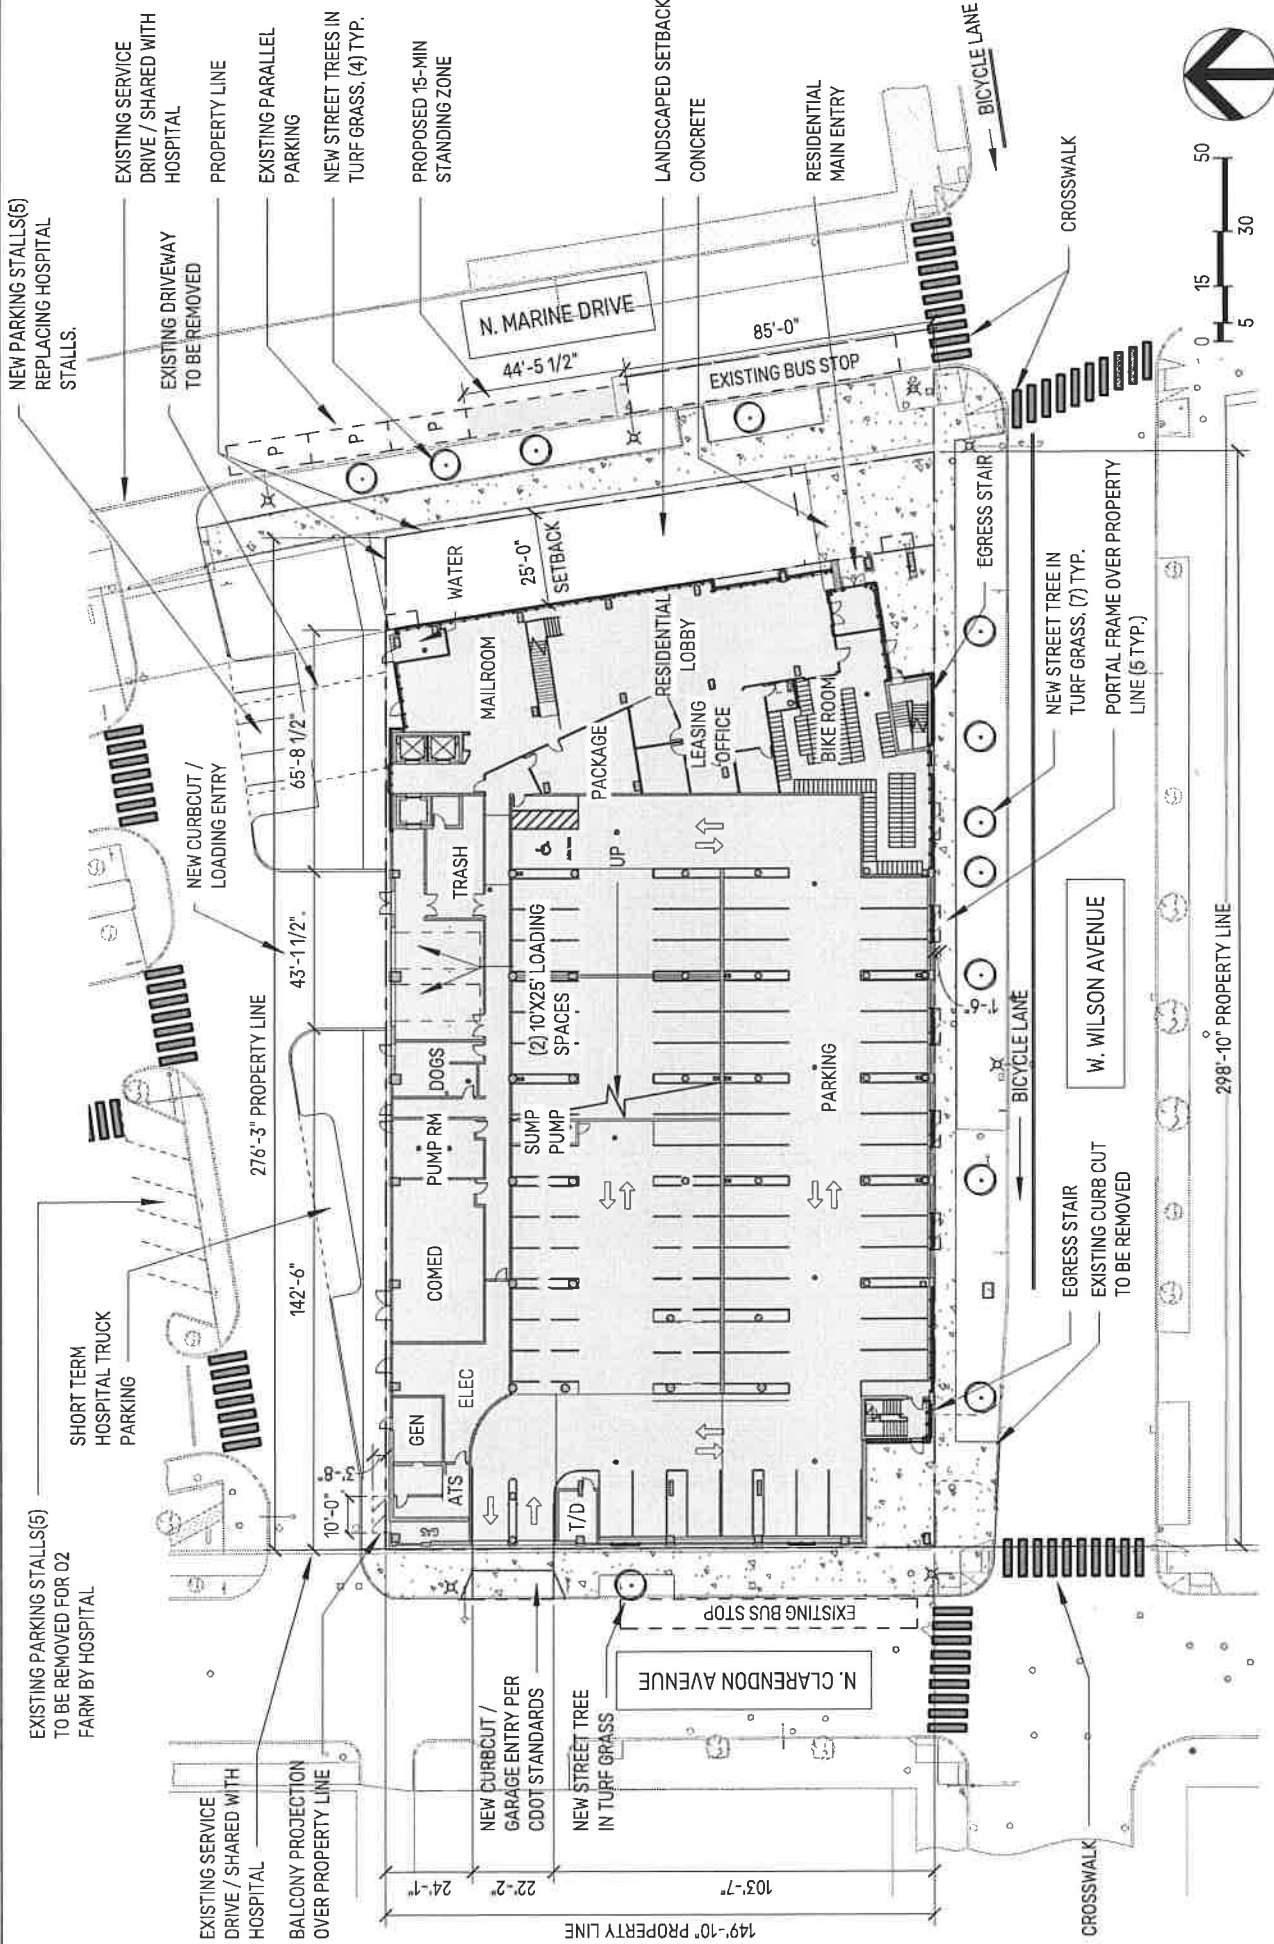 EXISTING PARKING STALLS(5)
TO BE REMOVED FOR O2
FARM BY HOSPITAL
SHORT TERM
HOSPITAL TRUCK
PARKING
NEW PARKING STALLS(5)
REPLACING HOSPITAL
STALLS.
EXISTING SERVICE
DRIVE / SHARED WITH
HOSPITAL
PROPERTY LINE
EXISTING PARALLEL
PARKING
NEW STREET TREES IN
TURF GRASS, (4) TYP.
PROPOSED 15-MIN
STANDING ZONE
LANDSCAPED SETBACK
CONCRETE
RESIDENTIAL
MAIN ENTRY
BICYCLE LANE
CROSSWALK
EXISTING DRIVEWAY
TO BE REMOVED
NEW CURBCUT /
LOADING ENTRY
EXISTING SERVICE
DRIVE / SHARED WITH
HOSPITAL
BALCONY PROJECTION
OVER PROPERTY LINE
276'-3" PROPERTY LINE
142'-6"
43'-1 1/2"
65'-8 1/2"
10'-0"
3'-8"
N. MARINE DRIVE
44'-5 1/2"
85'-0"
EXISTING BUS STOP
P
P
P
25'-0"
SETBACK
WATER
MAILROOM
RESIDENTIAL
LOBBY
PACKAGE
LEASING
OFFICE
BIKE ROOM
TRASH
(2) 10'X25' LOADING
SPACES
DOGS
PUMP RM
SUMP
PUMP
COMED
ELEC
GEN
ATS
GAS
T/D
UP
PARKING
24'-1"
22'-2"
103'-7"
149'-10" PROPERTY LINE
NEW CURBCUT /
GARAGE ENTRY PER
CDOT STANDARDS
NEW STREET TREE
IN TURF GRASS
EXISTING BUS STOP
N. CLARENDON AVENUE
CROSSWALK
EGRESS STAIR
EXISTING CURB CUT
TO BE REMOVED
BICYCLE LANE
1'-6"
W. WILSON AVENUE
EGRESS STAIR
NEW STREET TREE IN
TURF GRASS, (7) TYP.
PORTAL FRAME OVER PROPERTY
LINE (5 TYP.)
298'-10" PROPERTY LINE
0 5 15 30 50